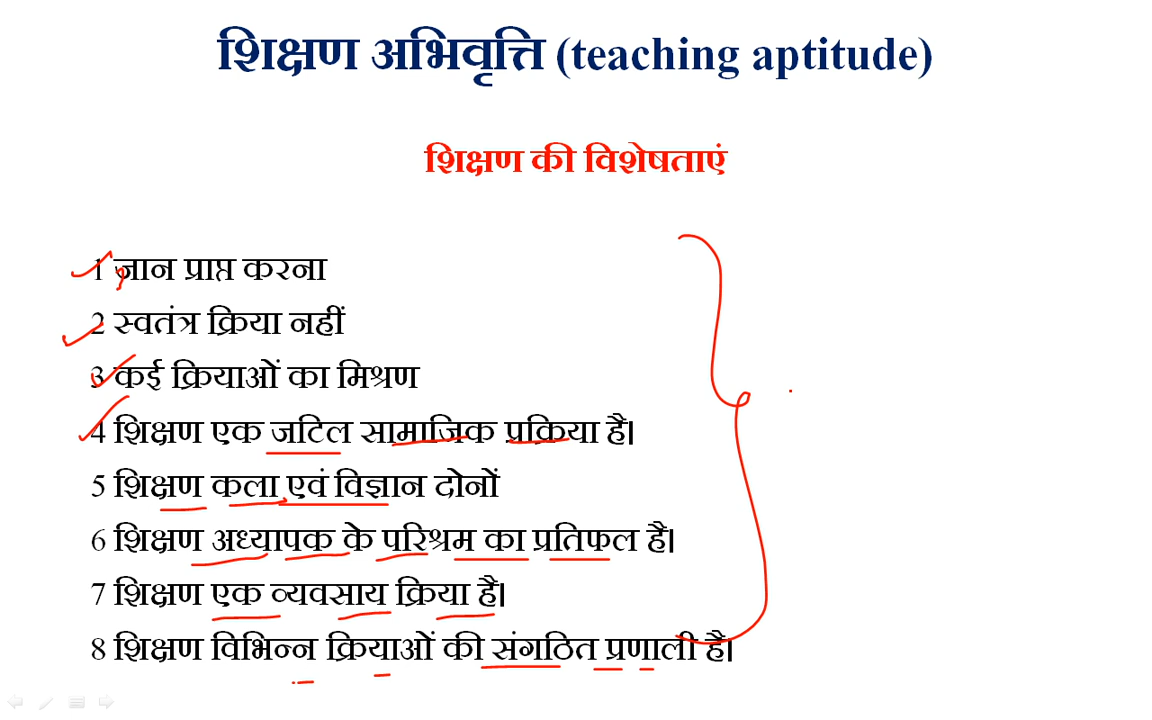 शिक्षण अभिवृत्ति (teaching aptitude)
शिक्षण की विशेषताएं
1 ज्ञान प्राप्त करना
2 स्वतंत्र क्रिया नहीं
3 कई क्रियाओं का मिश्रण
4 शिक्षण एक जटिल सामाजिक प्रक्रिया है।
5 शिक्षण कला एवं विज्ञान दोनों
6 शिक्षण अध्यापक के परिश्रम का प्रतिफल है।
7 शिक्षण एक व्यवसाय क्रिया है।
8 शिक्षण विभिन्न क्रियाओं की संगठित प्रणाली है।